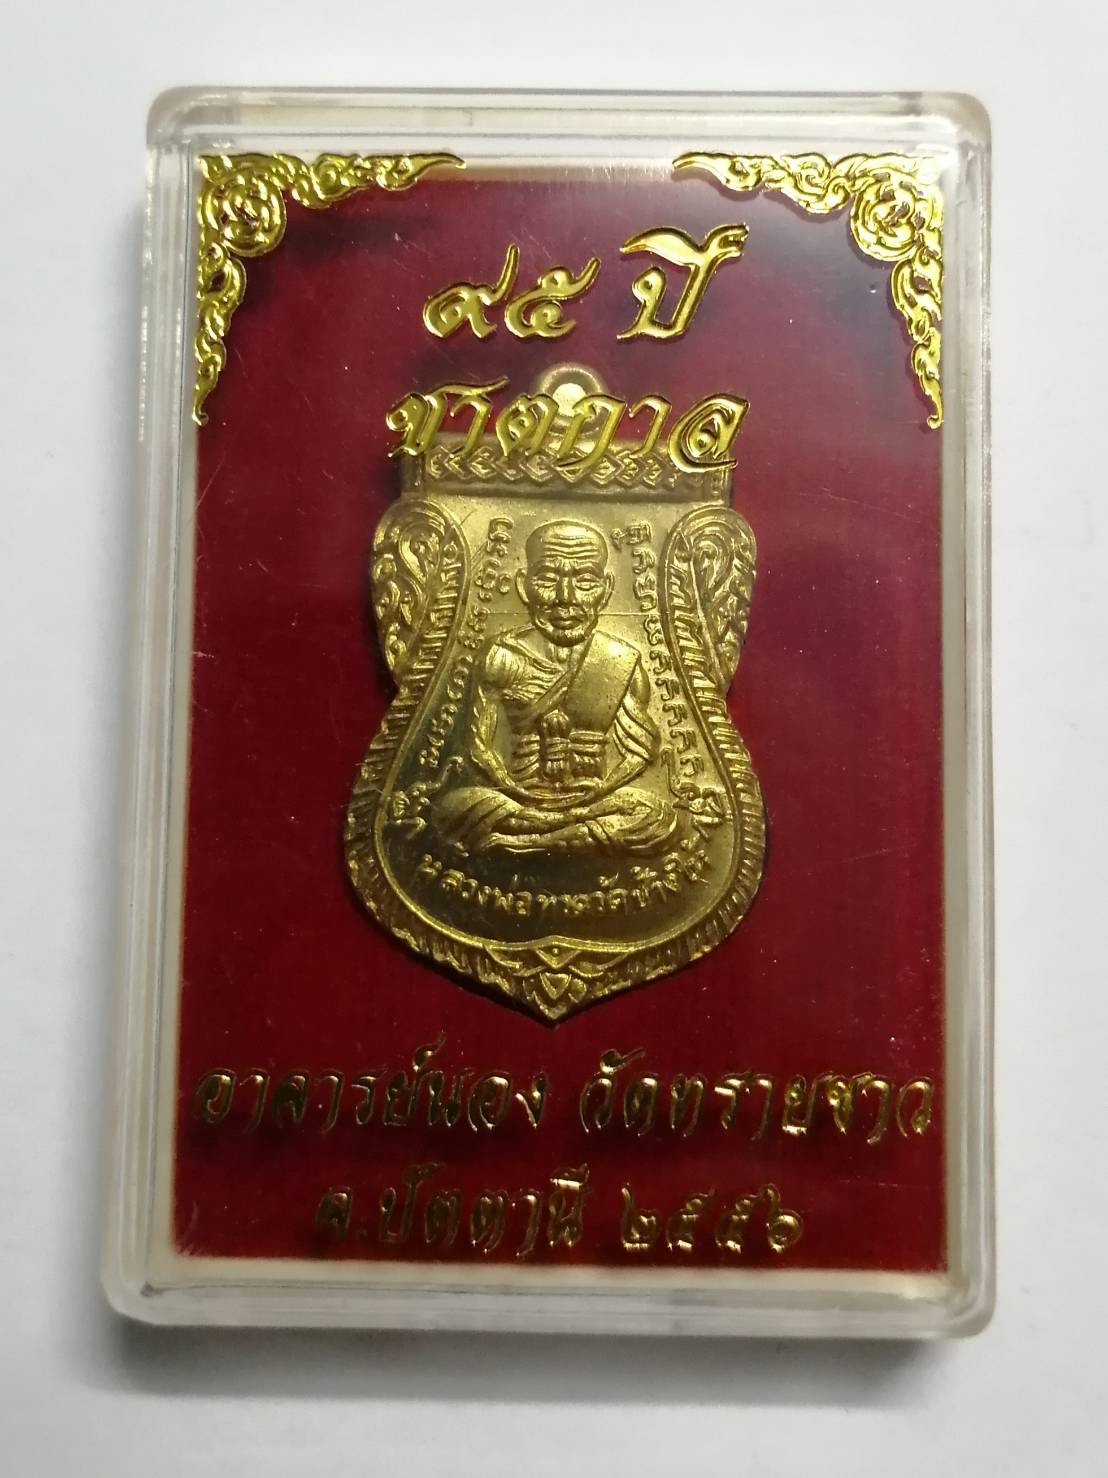 ๙๕ ปี
ชาตกาล
หลวงพ่อทวดวัดช้างให้
อาจารย์นอง วัดทรายขาว
จ.ปัตตานี ๒๕๕๖